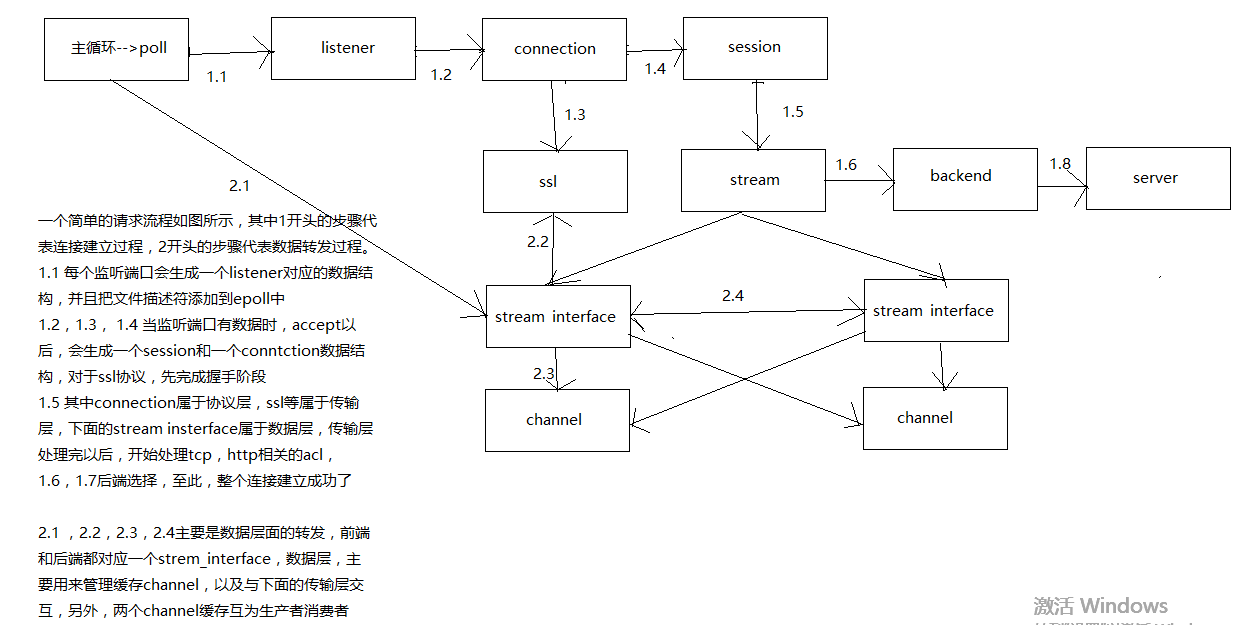 主循环-->poll
listener
connection
session
1.1
1.2
1.4
1.3
1.5
ssl
stream
1.6
backend
1.8
server
2.1
2.2
stream interface
2.4
stream interface
2.3
channel
channel
一个简单的请求流程如图所示，其中1开头的步骤代
表连接建立过程，2开头的步骤代表数据转发过程。
1.1 每个监听端口会生成一个listener对应的数据结
构，并且把文件描述符添加到epoll中
1.2，1.3， 1.4 当监听端口有数据时，accept以
后，会生成一个session和一个conntction数据结
构，对于ssl协议，先完成握手阶段
1.5 其中connection属于协议层，ssl等属于传输
层，下面的stream insterface属于数据层，传输层
处理完以后，开始处理tcp，http相关的acl，
1.6，1.7后端选择，至此，整个连接建立成功了
2.1 ，2.2，2.3，2.4主要是数据层面的转发，前端
和后端都对应一个strem_interface，数据层，主
要用来管理缓存channel，以及与下面的传输层交
互，另外，两个channel缓存互为生产者消费者
激活 Windows